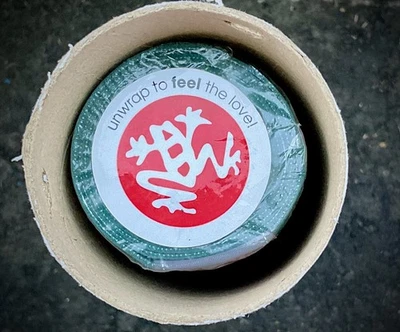 unwrap to feel the love!